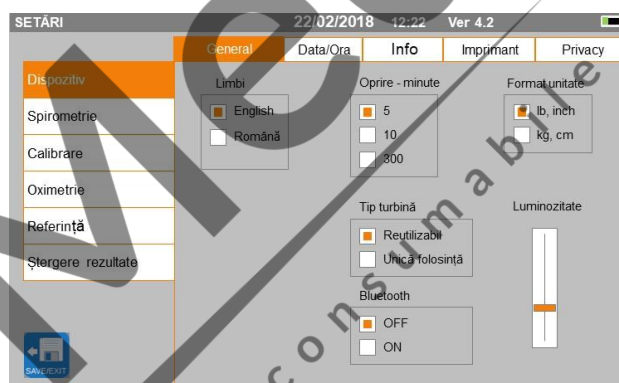 SETĂRI 22/02/2018 12:22 Ver 4.2
General Data/Ora Info Imprimant Privacy
Dispozitiv
Spirometrie
Calibrare
Oximetrie
Referință
Ștergere rezultate
SAVE/EXIT
Limbi
English
Română
Oprire - minute
5
10
300
Format unitate
lb, inch
kg, cm
Tip turbină
Reutilizabil
Unică folosință
Luminozitate
Bluetooth
OFF
ON
consumabile